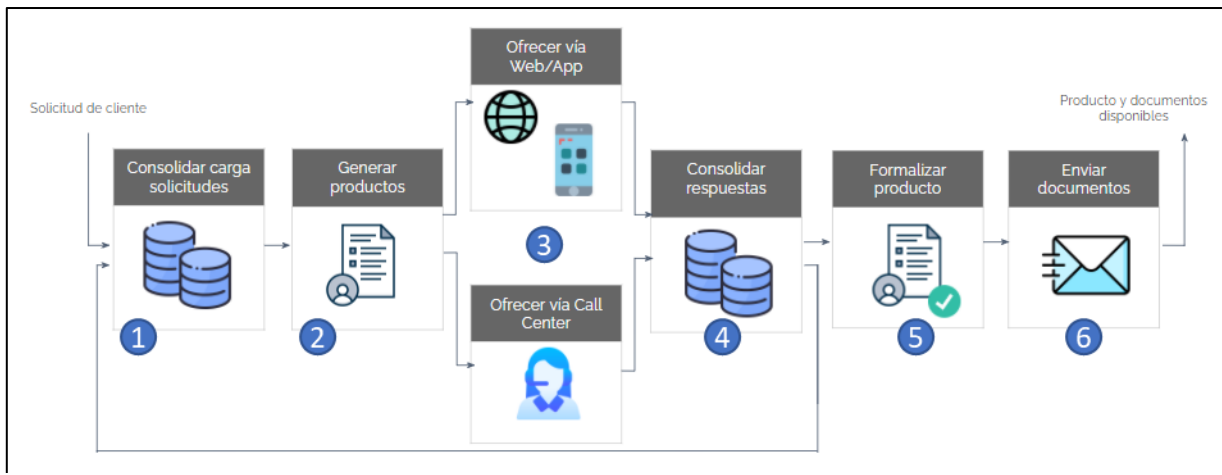 Solicitud de cliente
Consolidar carga
solicitudes
1
Generar
productos
2
Ofrecer vía
Web/App
3
Ofrecer vía Call
Center
Consolidar
respuestas
4
Formalizar
producto
5
Enviar
documentos
6
Producto y documentos
disponibles